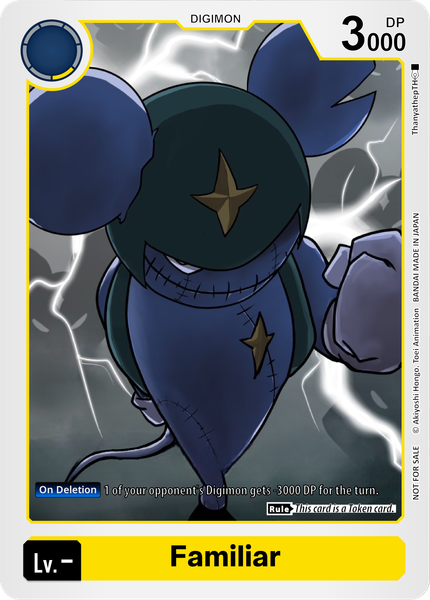 DIGIMON
DP
3000
On Deletion 1 of your opponent's Digimon gets -3000 DP for the turn.
Rule This card is a Token card.
Lv.-
Familiar
ThanyathepTH
© Akiyoshi Hongo. Toei Animation BANDAI MADE IN JAPAN
NOT FOR SALE